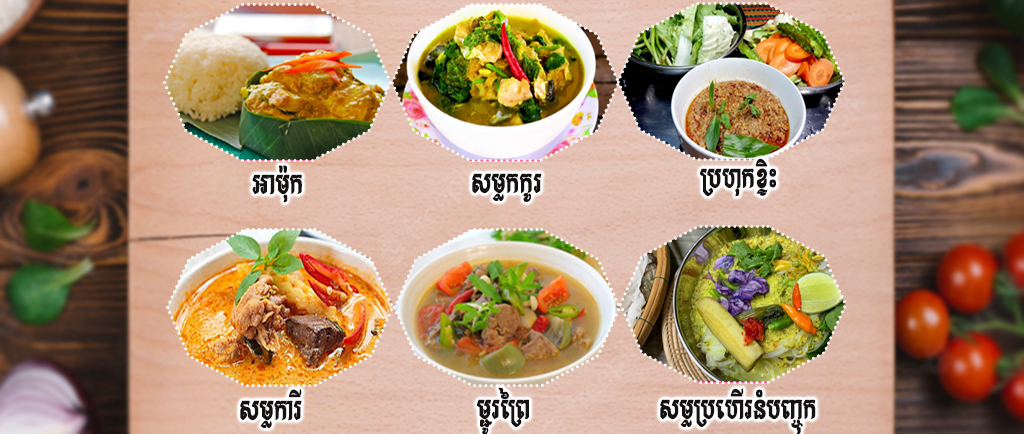 អាម៉ុក
សម្លកកូរ
ប្រហុកខ្ទិះ
សម្លការី
ម្ជូរព្រៃ
សម្លប្រហើរនំបញ្ចុក